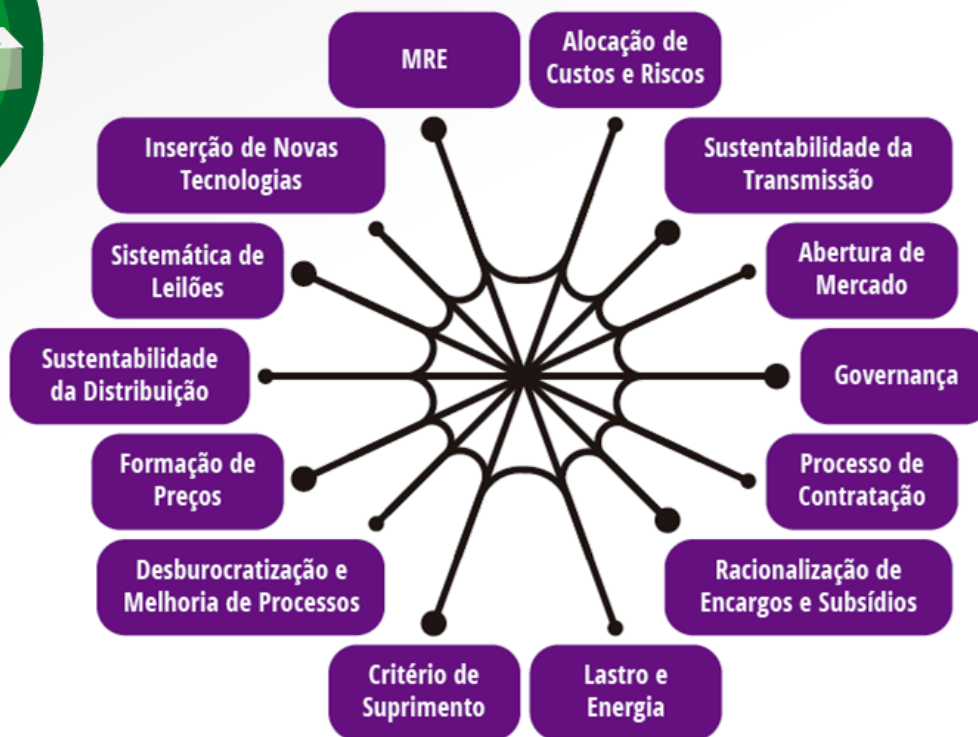 MRE
Alocação de
Custos e Riscos
Inserção de Novas
Tecnologias
Sustentabilidade da
Transmissão
Sistemática de
Leilões
Abertura de
Mercado
Sustentabilidade
da Distribuição
Governança
Formação de
Preços
Processo de
Contratação
Desburocratização e
Melhoria de Processos
Racionalização de
Encargos e Subsídios
Critério de
Suprimento
Lastro e
Energia